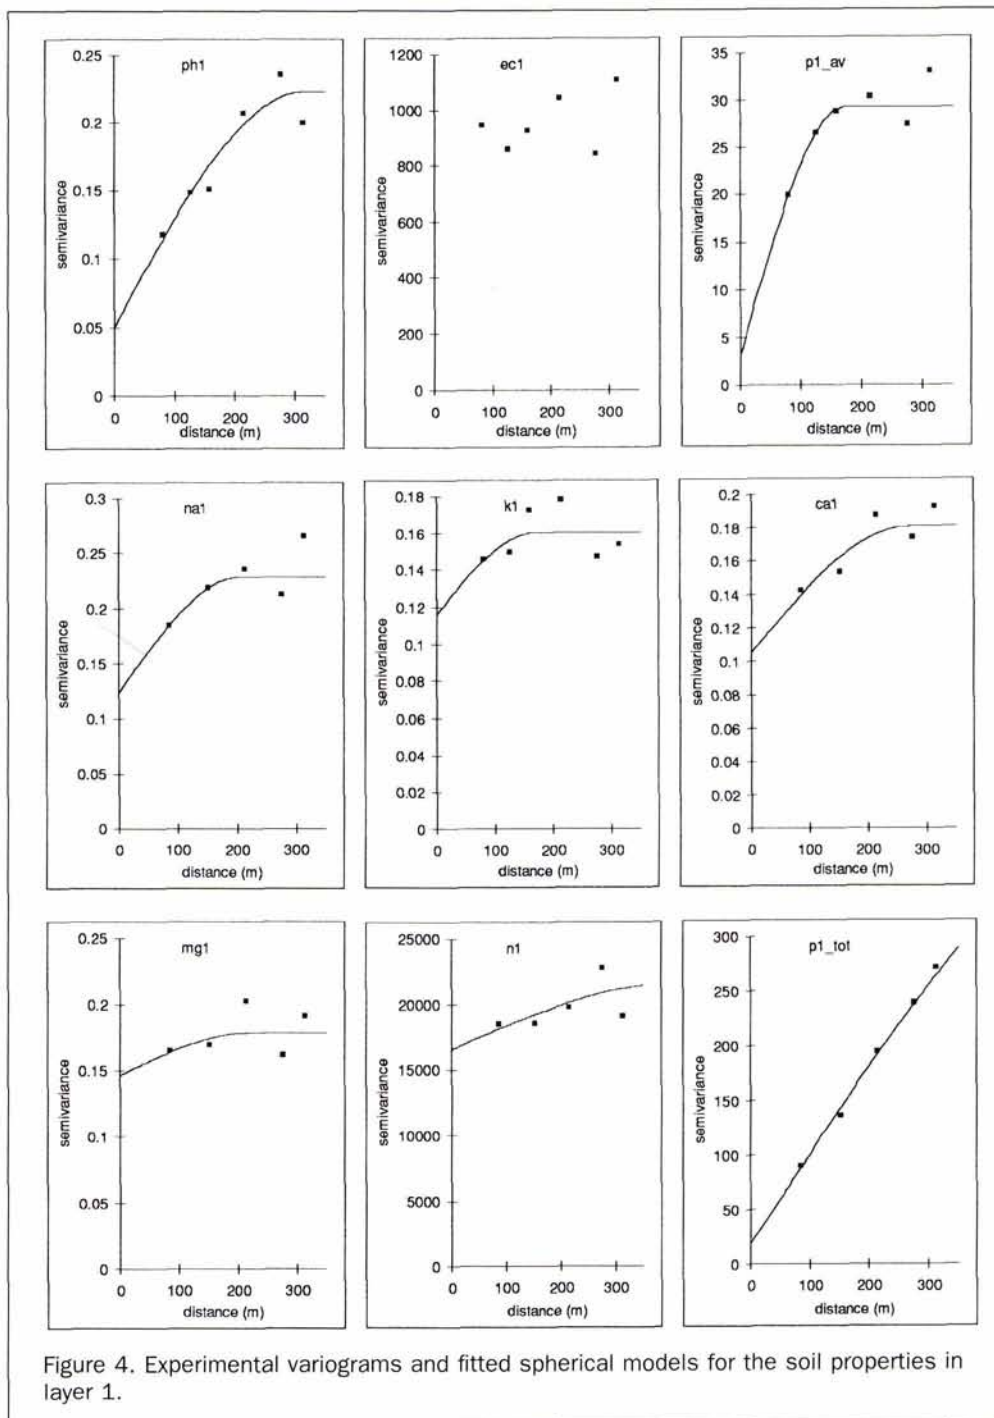 ph1
semivariance
0.25
0.2
0.15
0.1
0.05
0
0 100 200 300
distance (m)
ec1
semivariance
1200
1000
800
600
400
200
0
0 100 200 300
distance (m)
p1_av
semivariance
35
30
25
20
15
10
5
0
0 100 200 300
distance (m)
na1
semivariance
0.3
0.25
0.2
0.15
0.1
0.05
0
0 100 200 300
distance (m)
k1
semivariance
0.18
0.16
0.14
0.12
0.1
0.08
0.06
0.04
0.02
0
0 100 200 300
distance (m)
ca1
semivariance
0.2
0.18
0.16
0.14
0.12
0.1
0.08
0.06
0.04
0.02
0
0 100 200 300
distance (m)
mg1
semivariance
0.25
0.2
0.15
0.1
0.05
0
0 100 200 300
distance (m)
n1
semivariance
25000
20000
15000
10000
5000
0
0 100 200 300
distance (m)
p1_tot
semivariance
300
250
200
150
100
50
0
0 100 200 300
distance (m)
Figure 4. Experimental variograms and fitted spherical models for the soil properties in
layer 1.